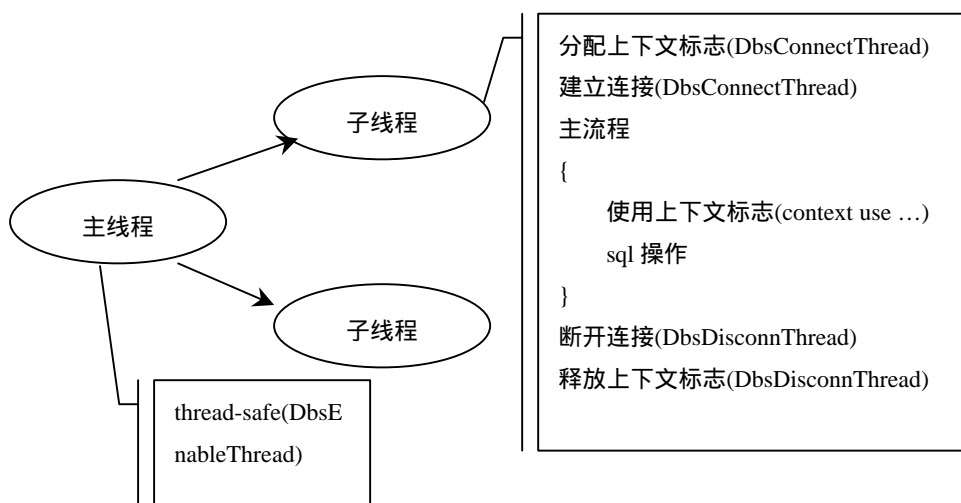 分配上下文标志(DbsConnectThread)
建立连接(DbsConnectThread)
主流程
{
使用上下文标志(context use …)
sql 操作
}
断开连接(DbsDisconnThread)
释放上下文标志(DbsDisconnThread)
子线程
主线程
子线程
thread-safe(DbsE
nableThread)